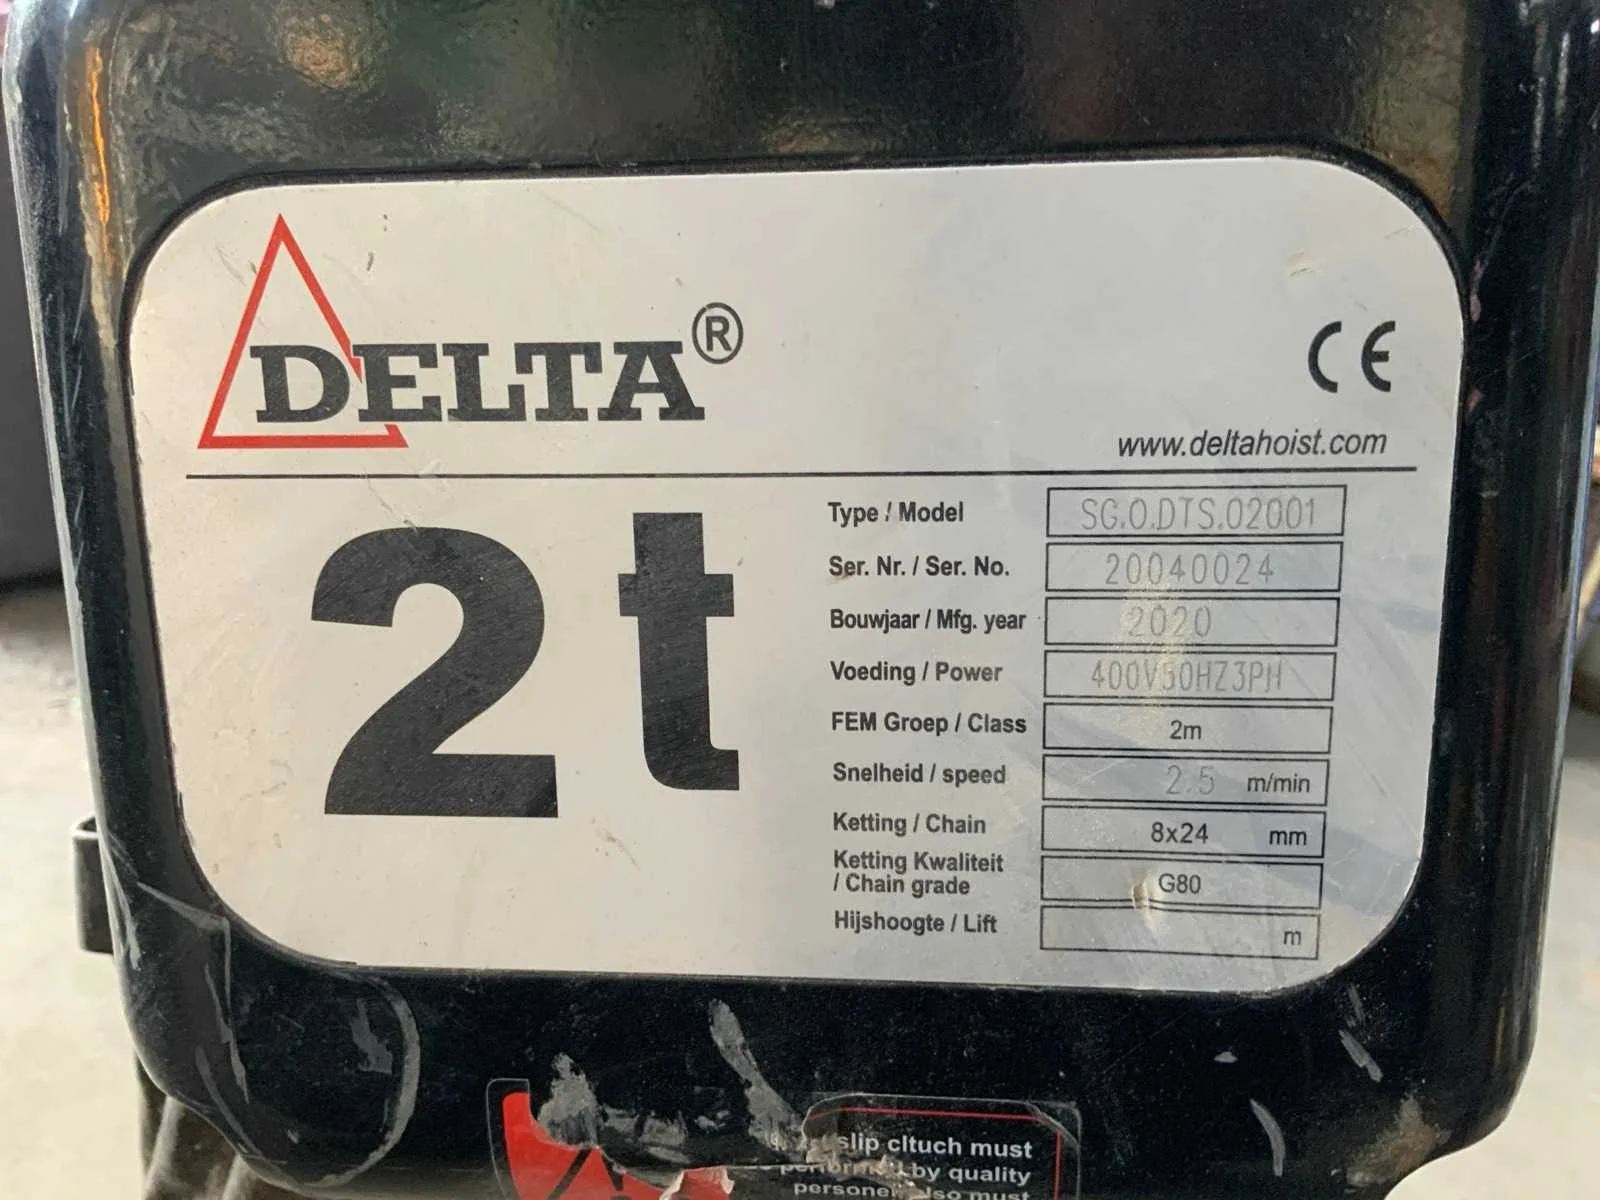 DELTA®
CE
www.deltahoist.com
2t
Type / Model SG.O.DTS.02001
Ser. Nr. / Ser. No. 20040024
Bouwjaar / Mfg. year 2020
Voeding / Power 400V50HZ3PH
FEM Groep / Class 2m
Snelheid / speed 2.5 m/min
Ketting / Chain 8x24 mm
Ketting Kwaliteit
/ Chain grade G80
Hijshoogte / Lift m
slip cltuch must
by quality
must